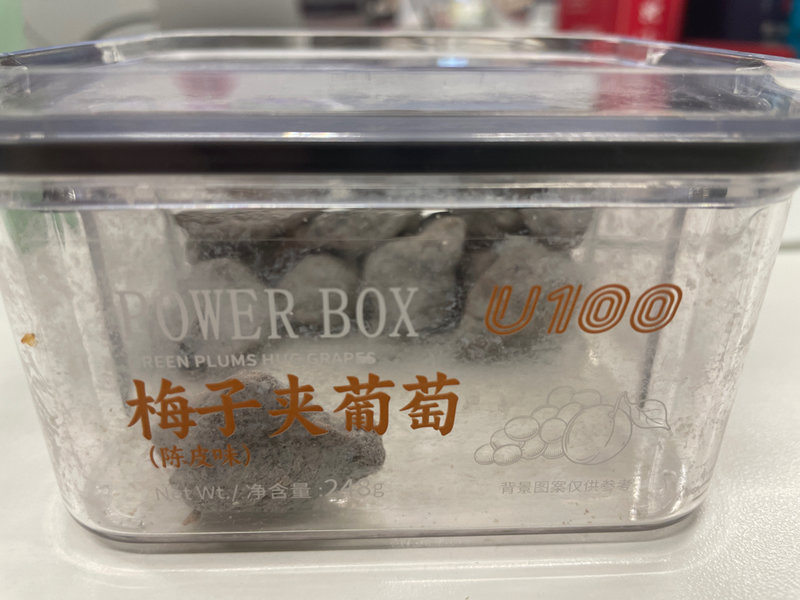 POWER BOX
U100
GREEN PLUMS HUG GRAPES
梅子夹葡萄
(陈皮味)
Net Wt./净含量:248g
背景图案仅供参考